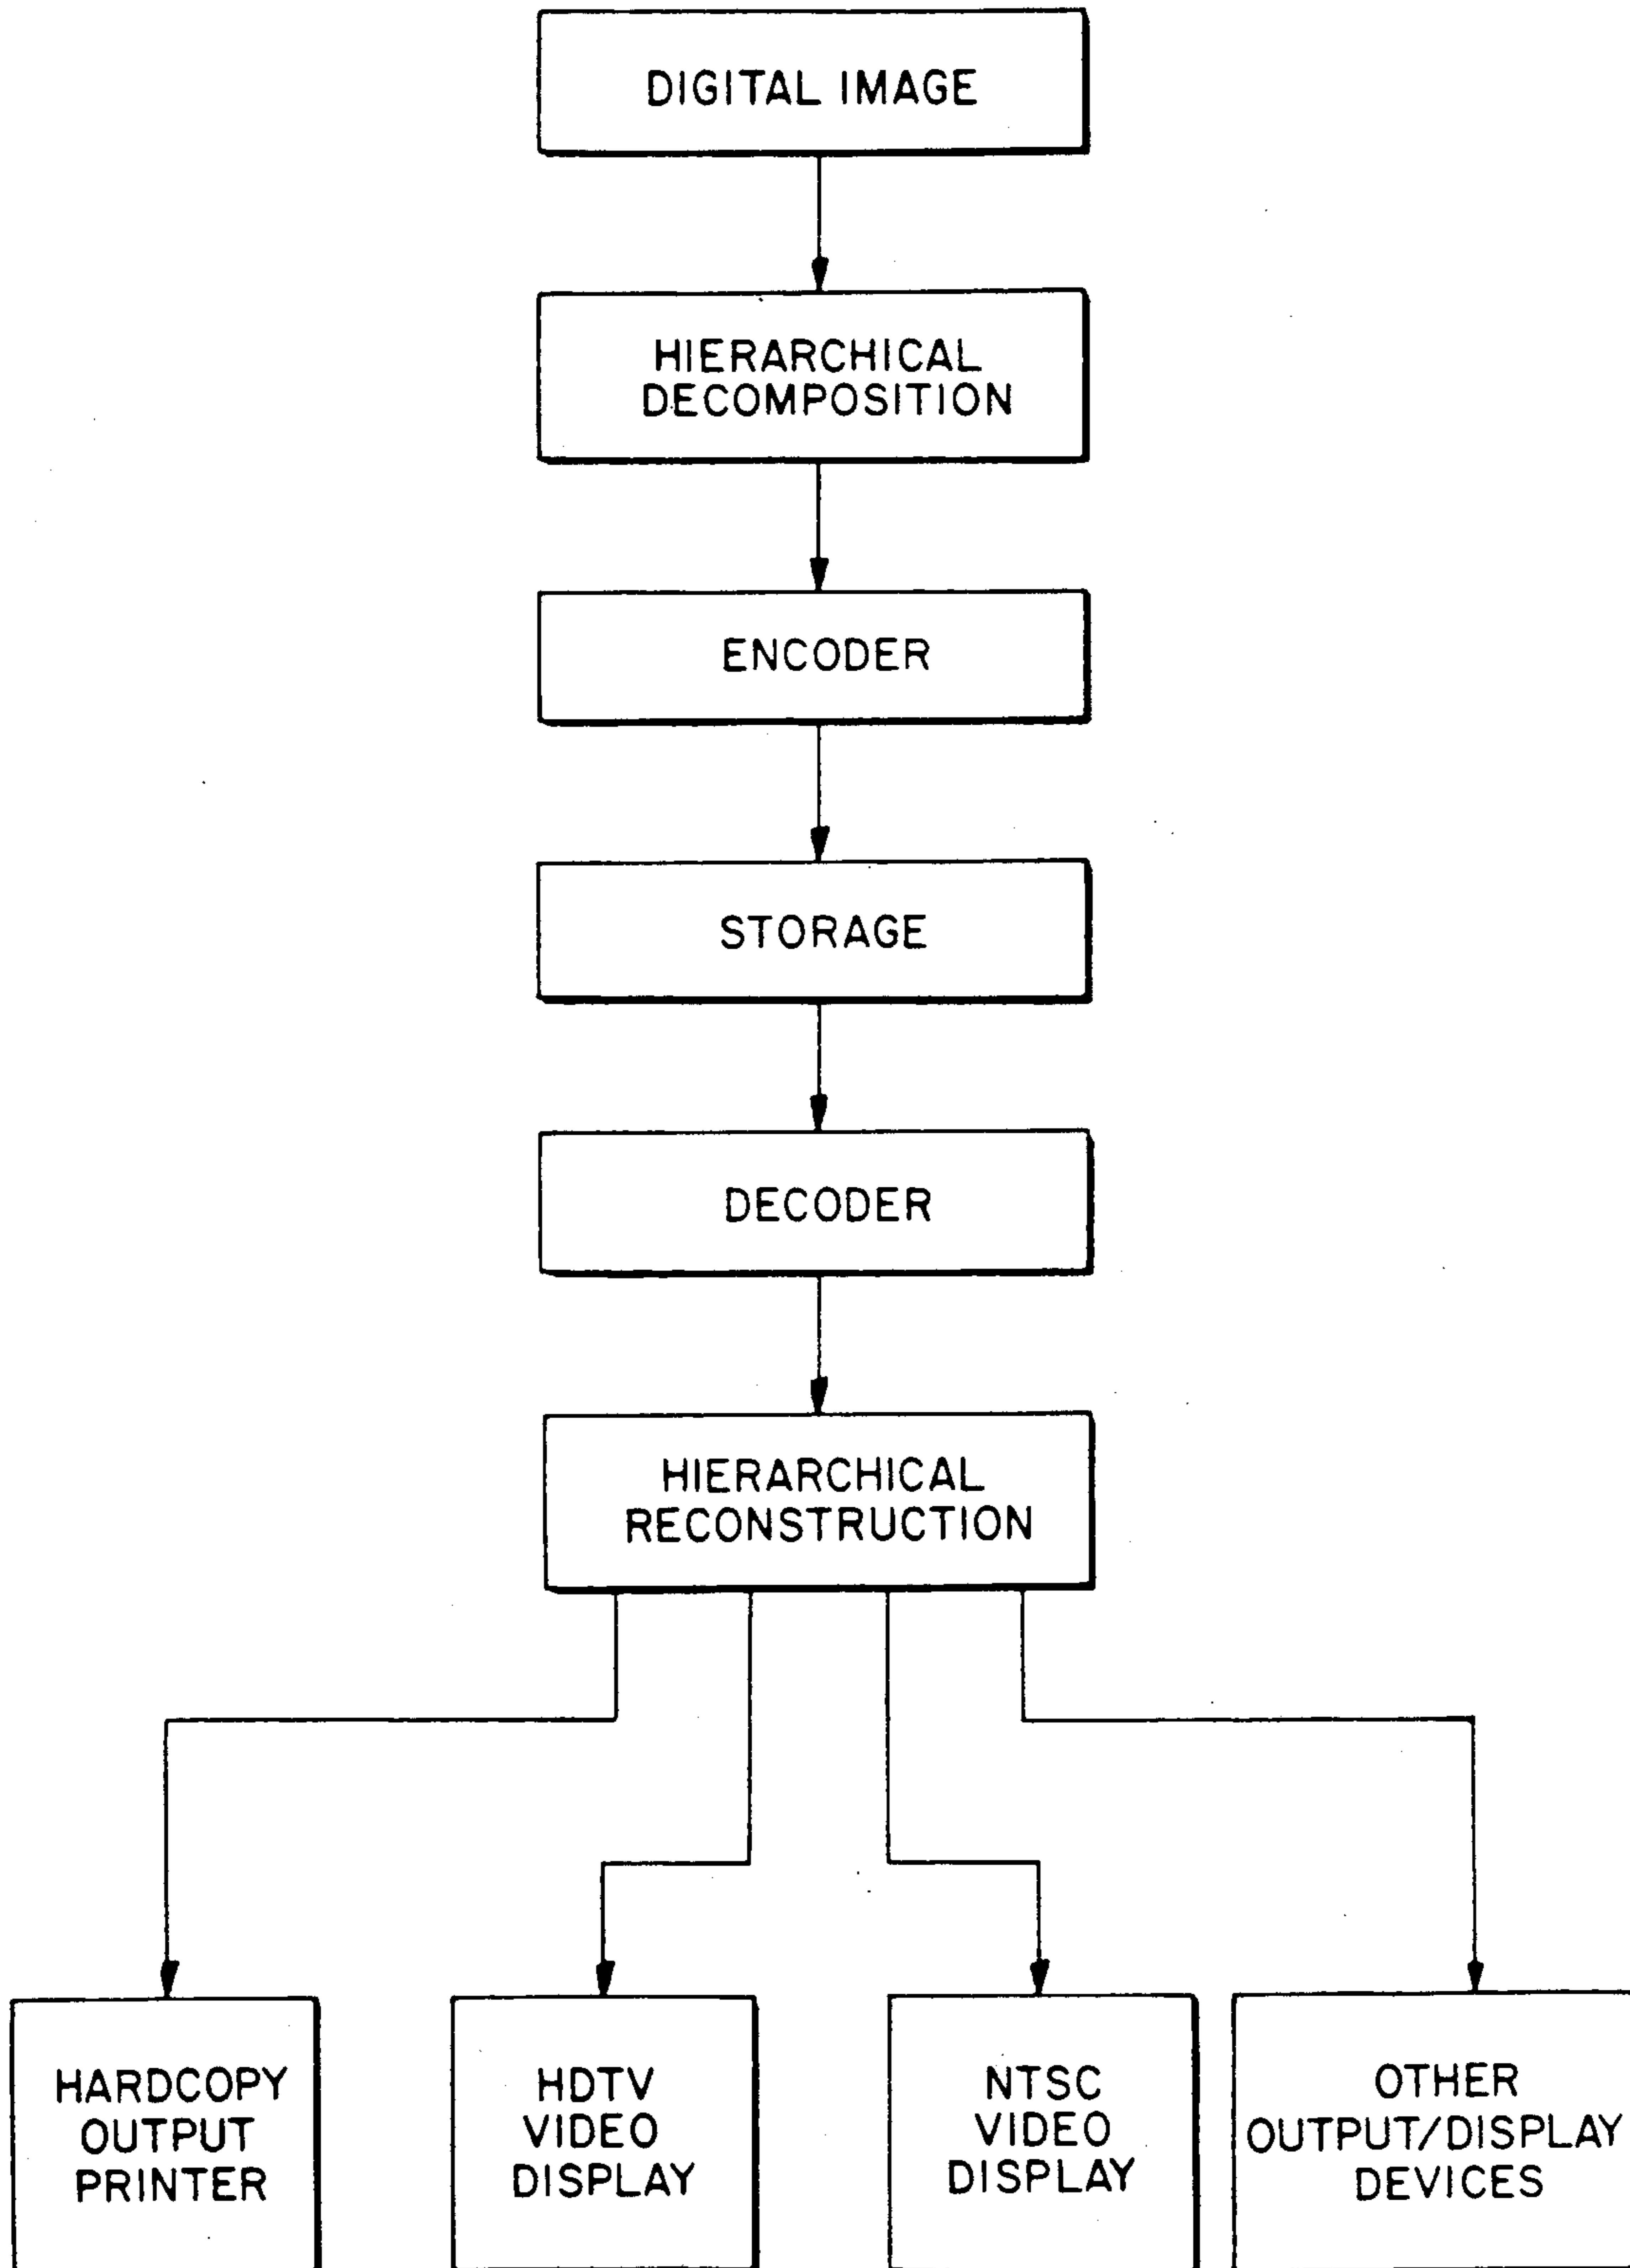 DIGITAL IMAGE
HIERARCHICAL
DECOMPOSITION
ENCODER
STORAGE
DECODER
HIERARCHICAL
RECONSTRUCTION
HARDCOPY
OUTPUT
PRINTER
HDTV
VIDEO
DISPLAY
NTSC
VIDEO
DISPLAY
OTHER
OUTPUT/DISPLAY
DEVICES